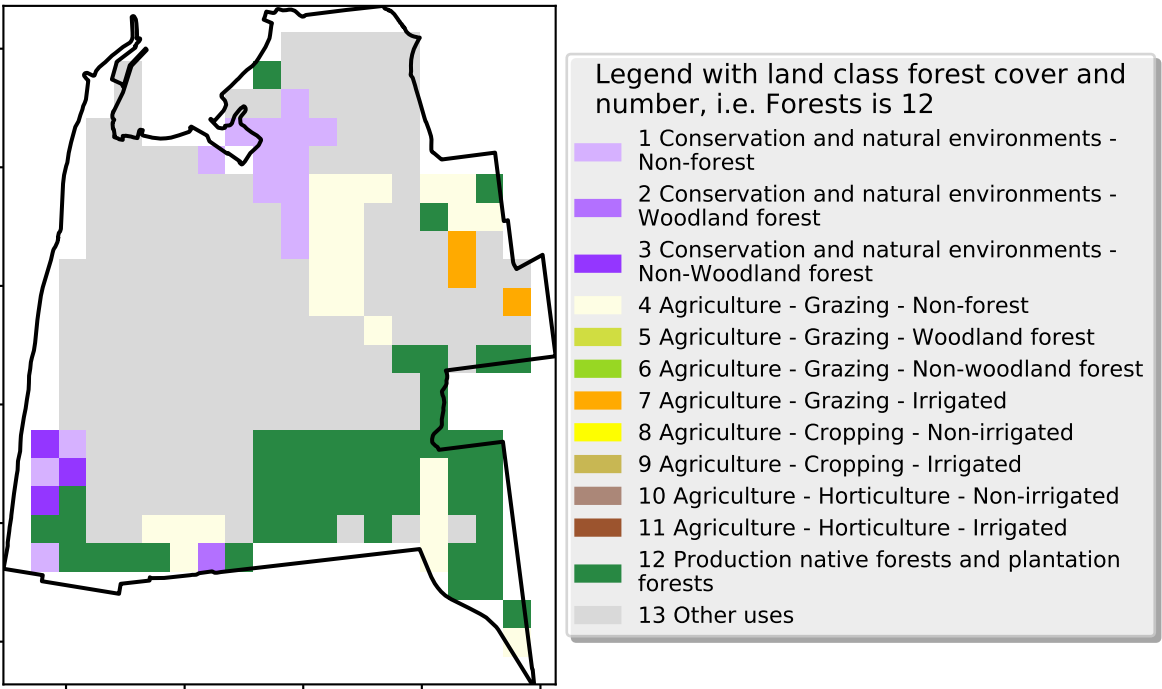 Legend with land class forest cover and
number, i.e. Forests is 12
1 Conservation and natural environments -
Non-forest
2 Conservation and natural environments -
Woodland forest
3 Conservation and natural environments -
Non-Woodland forest
4 Agriculture - Grazing - Non-forest
5 Agriculture - Grazing - Woodland forest
6 Agriculture - Grazing - Non-woodland forest
7 Agriculture - Grazing - Irrigated
8 Agriculture - Cropping - Non-irrigated
9 Agriculture - Cropping - Irrigated
10 Agriculture - Horticulture - Non-irrigated
11 Agriculture - Horticulture - Irrigated
12 Production native forests and plantation
forests
13 Other uses